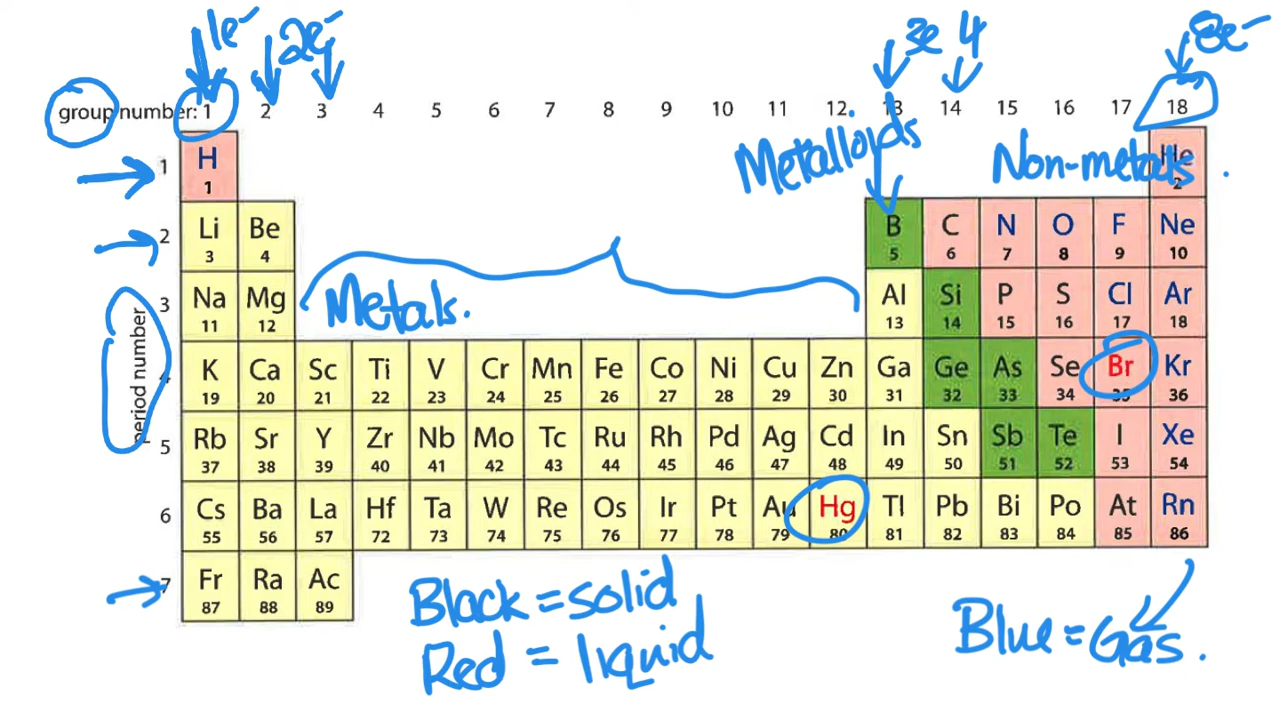 1e⁻ 2e⁻ 3e 4 8e⁻
group number: 1 2 3 4 5 6 7 8 9 10 11 12 13 14 15 16 17 18
Metalloids Non-metals.
1 H He
1 2
2 Li Be B C N O F Ne
3 4 5 6 7 8 9 10
Metals.
3 Na Mg Al Si P S Cl Ar
11 12 13 14 15 16 17 18
period number
4 K Ca Sc Ti V Cr Mn Fe Co Ni Cu Zn Ga Ge As Se Br Kr
19 20 21 22 23 24 25 26 27 28 29 30 31 32 33 34 35 36
5 Rb Sr Y Zr Nb Mo Tc Ru Rh Pd Ag Cd In Sn Sb Te I Xe
37 38 39 40 41 42 43 44 45 46 47 48 49 50 51 52 53 54
6 Cs Ba La Hf Ta W Re Os Ir Pt Au Hg Tl Pb Bi Po At Rn
55 56 57 72 73 74 75 76 77 78 79 80 81 82 83 84 85 86
7 Fr Ra Ac
87 88 89
Black = solid
Red = liquid
Blue = Gas.